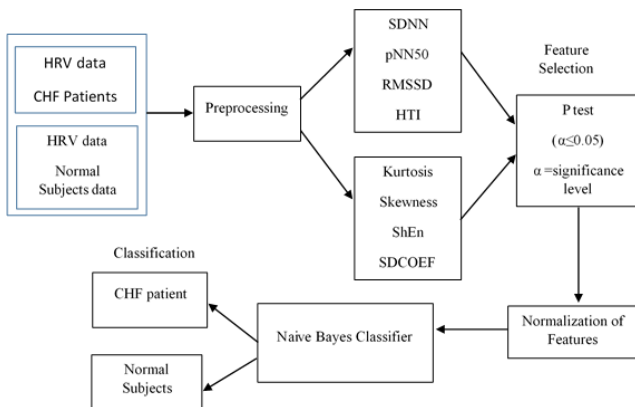 HRV data
CHF Patients
HRV data
Normal
Subjects data
Preprocessing
SDNN
pNN50
RMSSD
HTI
Kurtosis
Skewness
ShEn
SDCOEF
Feature
Selection
P test
(α≤0.05)
α =significance
level
Normalization of
Features
Naive Bayes Classifier
Classification
CHF patient
Normal
Subjects